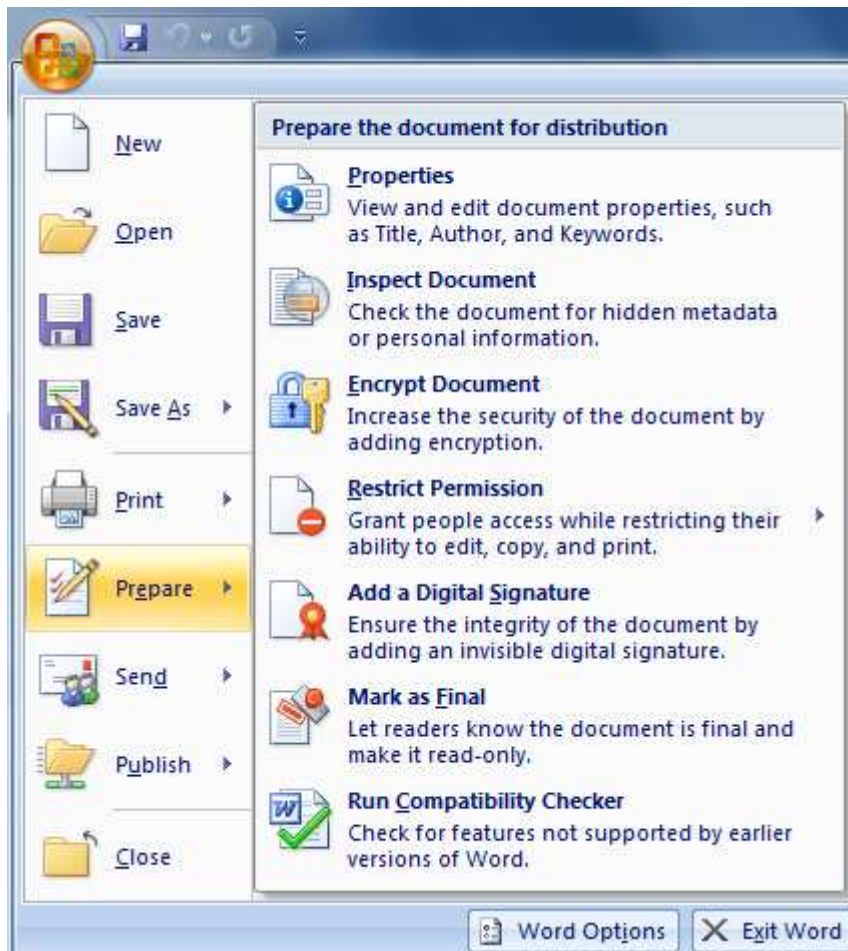 New
Open
Save
Save As
Print
Prepare
Send
Publish
Close
Prepare the document for distribution
Properties
View and edit document properties, such
as Title, Author, and Keywords.
Inspect Document
Check the document for hidden metadata
or personal information.
Encrypt Document
Increase the security of the document by
adding encryption.
Restrict Permission
Grant people access while restricting their
ability to edit, copy, and print.
Add a Digital Signature
Ensure the integrity of the document by
adding an invisible digital signature.
Mark as Final
Let readers know the document is final and
make it read-only.
Run Compatibility Checker
Check for features not supported by earlier
versions of Word.
Word Options
Exit Word